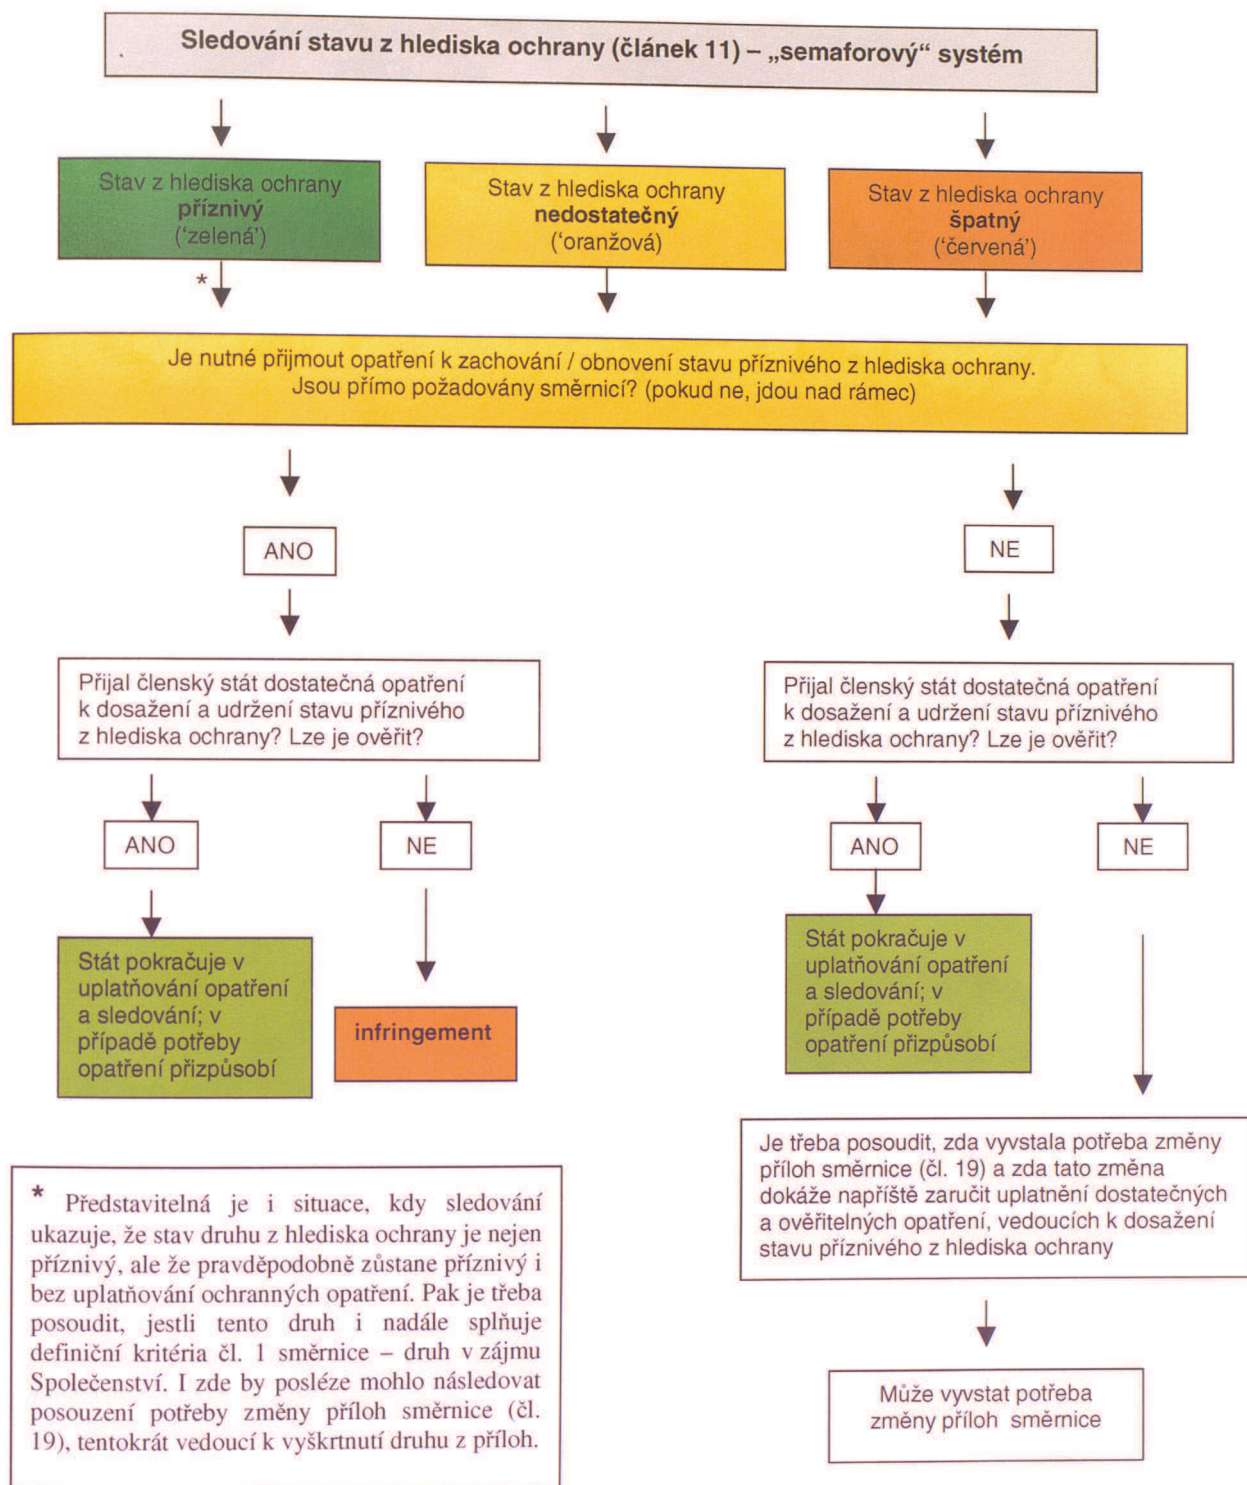 Sledování stavu z hlediska ochrany (článek 11) – „semaforový“ systém
Stav z hlediska ochrany
příznivý
(‘zelená’)
Stav z hlediska ochrany
nedostatečný
(‘oranžová)
Stav z hlediska ochrany
špatný
(‘červená’)
*
Je nutné přijmout opatření k zachování / obnovení stavu příznivého z hlediska ochrany.
Jsou přímo požadovány směrnicí? (pokud ne, jdou nad rámec)
ANO
NE
Přijal členský stát dostatečná opatření
k dosažení a udržení stavu příznivého
z hlediska ochrany? Lze je ověřit?
Přijal členský stát dostatečná opatření
k dosažení a udržení stavu příznivého
z hlediska ochrany? Lze je ověřit?
ANO
NE
ANO
NE
Stát pokračuje v
uplatňování opatření
a sledování; v
případě potřeby
opatření přizpůsobí
infringement
Stát pokračuje v
uplatňování opatření
a sledování; v
případě potřeby
opatření přizpůsobí
Je třeba posoudit, zda vyvstala potřeba změny
příloh směrnice (čl. 19) a zda tato změna
dokáže napříště zaručit uplatnění dostatečných
a ověřitelných opatření, vedoucích k dosažení
stavu příznivého z hlediska ochrany
* Představitelná je i situace, kdy sledování
ukazuje, že stav druhu z hlediska ochrany je nejen
příznivý, ale že pravděpodobně zůstane příznivý i
bez uplatňování ochranných opatření. Pak je třeba
posoudit, jestli tento druh i nadále splňuje
definiční kritéria čl. 1 směrnice – druh v zájmu
Společenství. I zde by posléze mohlo následovat
posouzení potřeby změny příloh směrnice (čl.
19), tentokrát vedoucí k vyškrtnutí druhu z příloh.
Může vyvstat potřeba
změny příloh směrnice